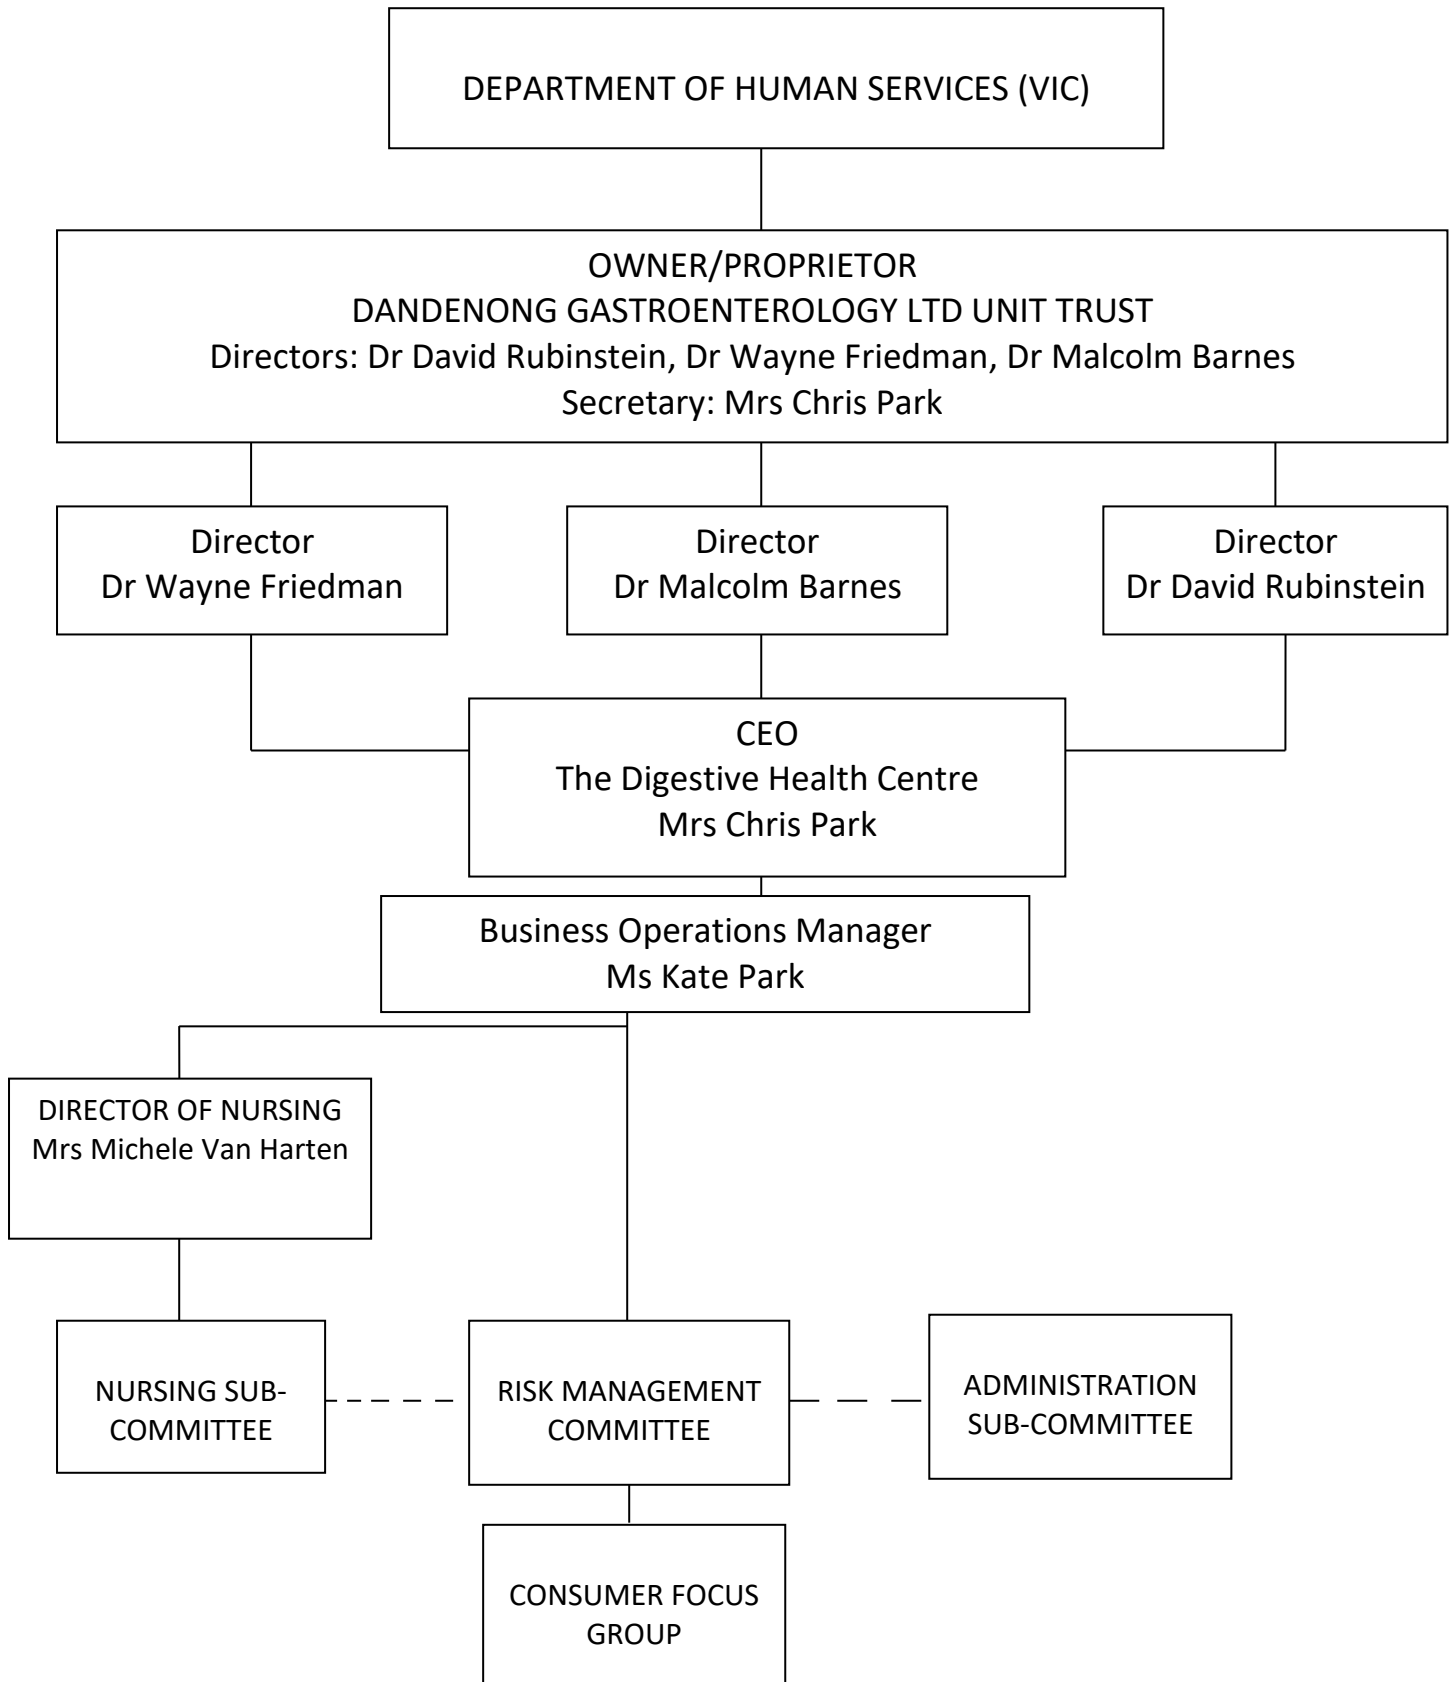 DEPARTMENT OF HUMAN SERVICES (VIC)
OWNER/PROPRIETOR
DANDENONG GASTROENTEROLOGY LTD UNIT TRUST
Directors: Dr David Rubinstein, Dr Wayne Friedman, Dr Malcolm Barnes
Secretary: Mrs Chris Park
Director
Dr Wayne Friedman
Director
Dr Malcolm Barnes
Director
Dr David Rubinstein
CEO
The Digestive Health Centre
Mrs Chris Park
Business Operations Manager
Ms Kate Park
DIRECTOR OF NURSING
Mrs Michele Van Harten
NURSING SUB-
COMMITTEE
RISK MANAGEMENT
COMMITTEE
ADMINISTRATION
SUB-COMMITTEE
CONSUMER FOCUS
GROUP